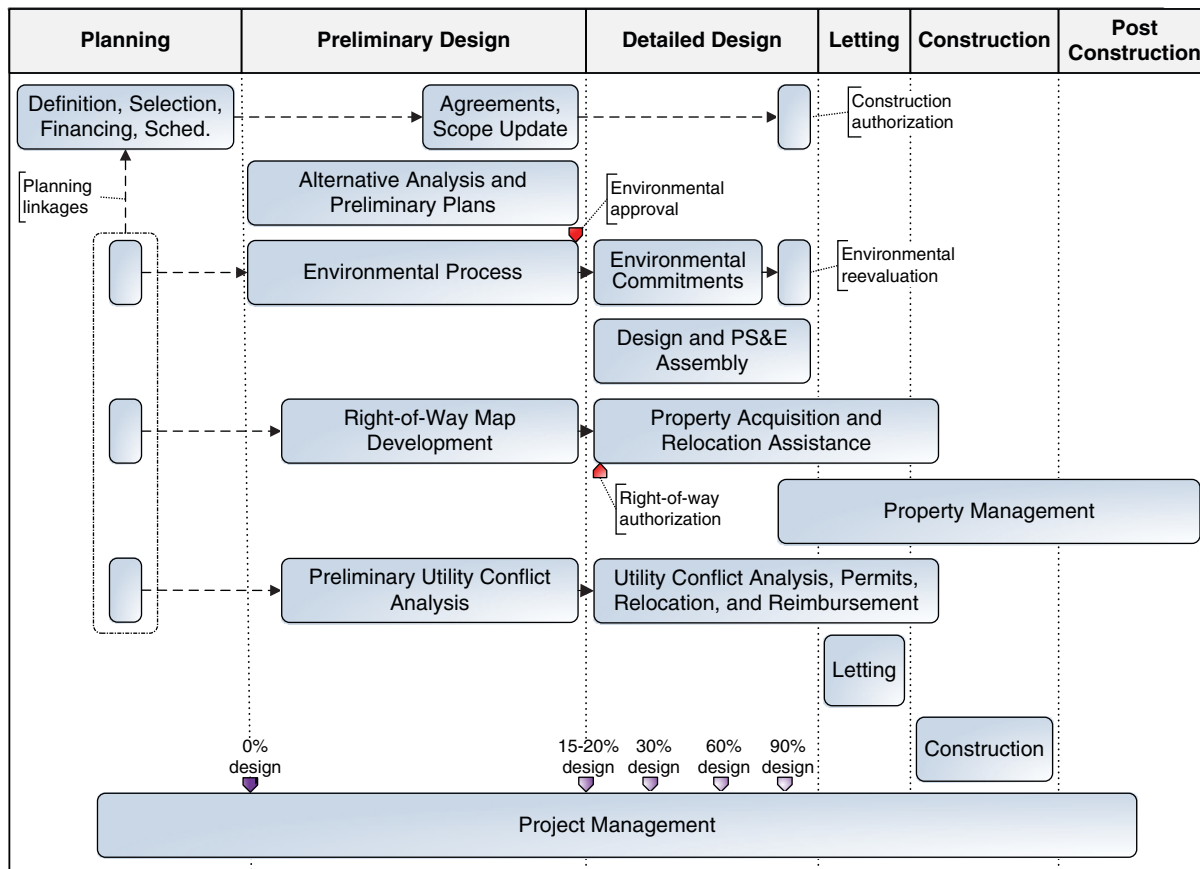 Planning
Preliminary Design
Detailed Design
Letting
Construction
Post
Construction
Definition, Selection,
Financing, Sched.
Agreements,
Scope Update
Construction
authorization
Planning
linkages
Alternative Analysis and
Preliminary Plans
Environmental
approval
Environmental Process
Environmental
Commitments
Environmental
reevaluation
Design and PS&E
Assembly
Right-of-Way Map
Development
Property Acquisition and
Relocation Assistance
Right-of-way
authorization
Property Management
Preliminary Utility Conflict
Analysis
Utility Conflict Analysis, Permits,
Relocation, and Reimbursement
Letting
Construction
0%
design
15-20%
design
30%
design
60%
design
90%
design
Project Management